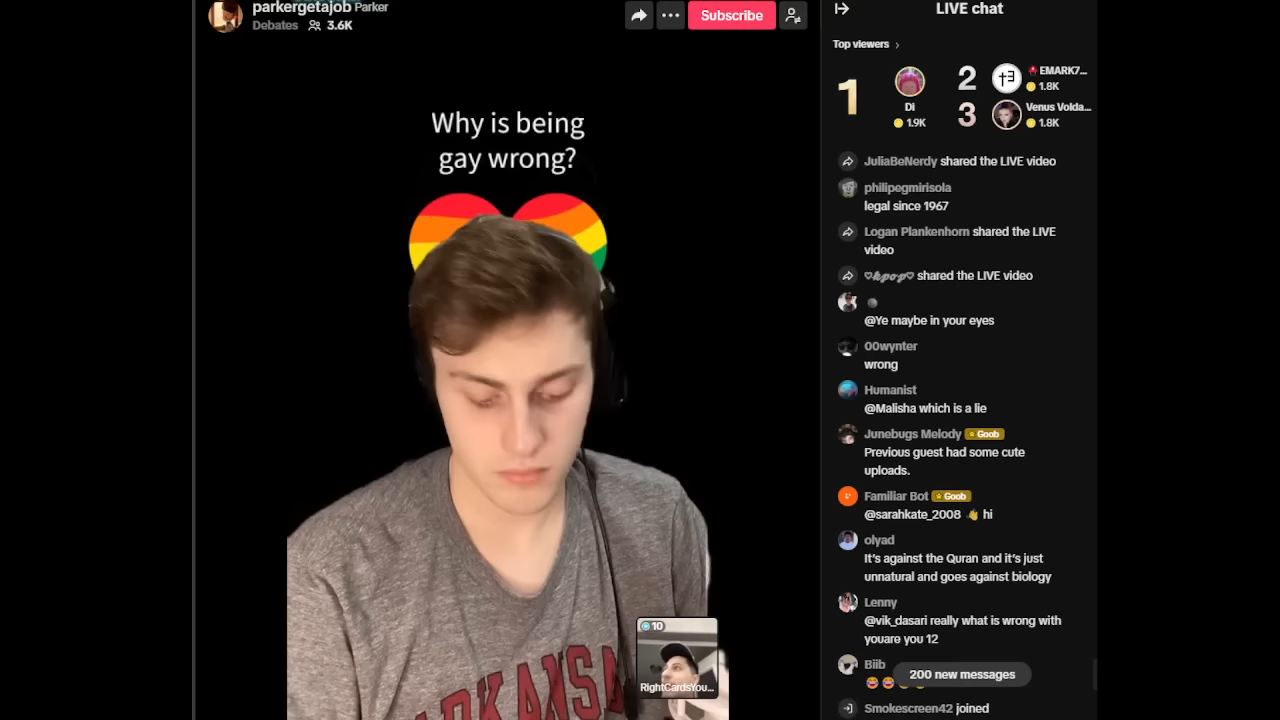 parkergetajob Parker
Debates 3.6K
Subscribe
Why is being
gay wrong?
ARKANSA
10
RightCardsYou...
LIVE chat
Top viewers
1
Di
1.9K
2
EMARK7...
1.8K
3
Venus Volda...
1.8K
JuliaBeNerdy shared the LIVE video
philipegmirisola
legal since 1967
Logan Plankenhorn shared the LIVE
video
♡𝓴𝓹𝓸𝓹♡ shared the LIVE video
@Ye maybe in your eyes
00wynter
wrong
Humanist
@Malisha which is a lie
Junebugs Melody Goob
Previous guest had some cute
uploads.
Familiar Bot Goob
@sarahkate_2008 👋 hi
olyad
It's against the Quran and it's just
unnatural and goes against biology
Lenny
@vik_dasari really what is wrong with
youare you 12
Biib
200 new messages
Smokescreen42 joined